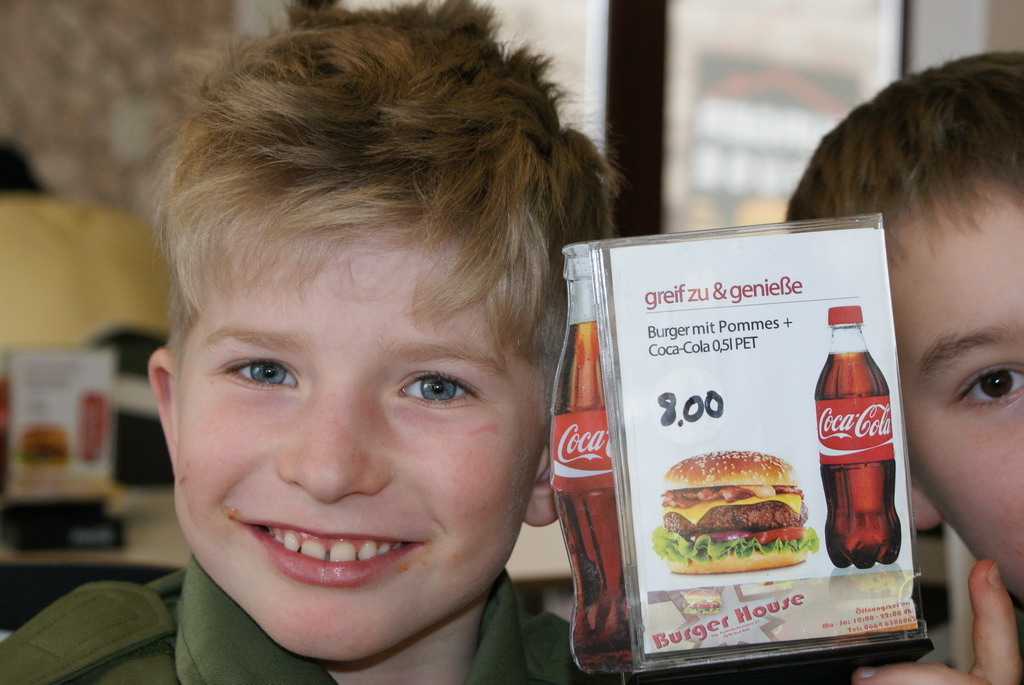 greif zu & genieße
Burger mit Pommes +
Coca-Cola 0,5l PET
8.00
Coca-Cola
Coca-Cola
Burger House
Öffnungszeiten